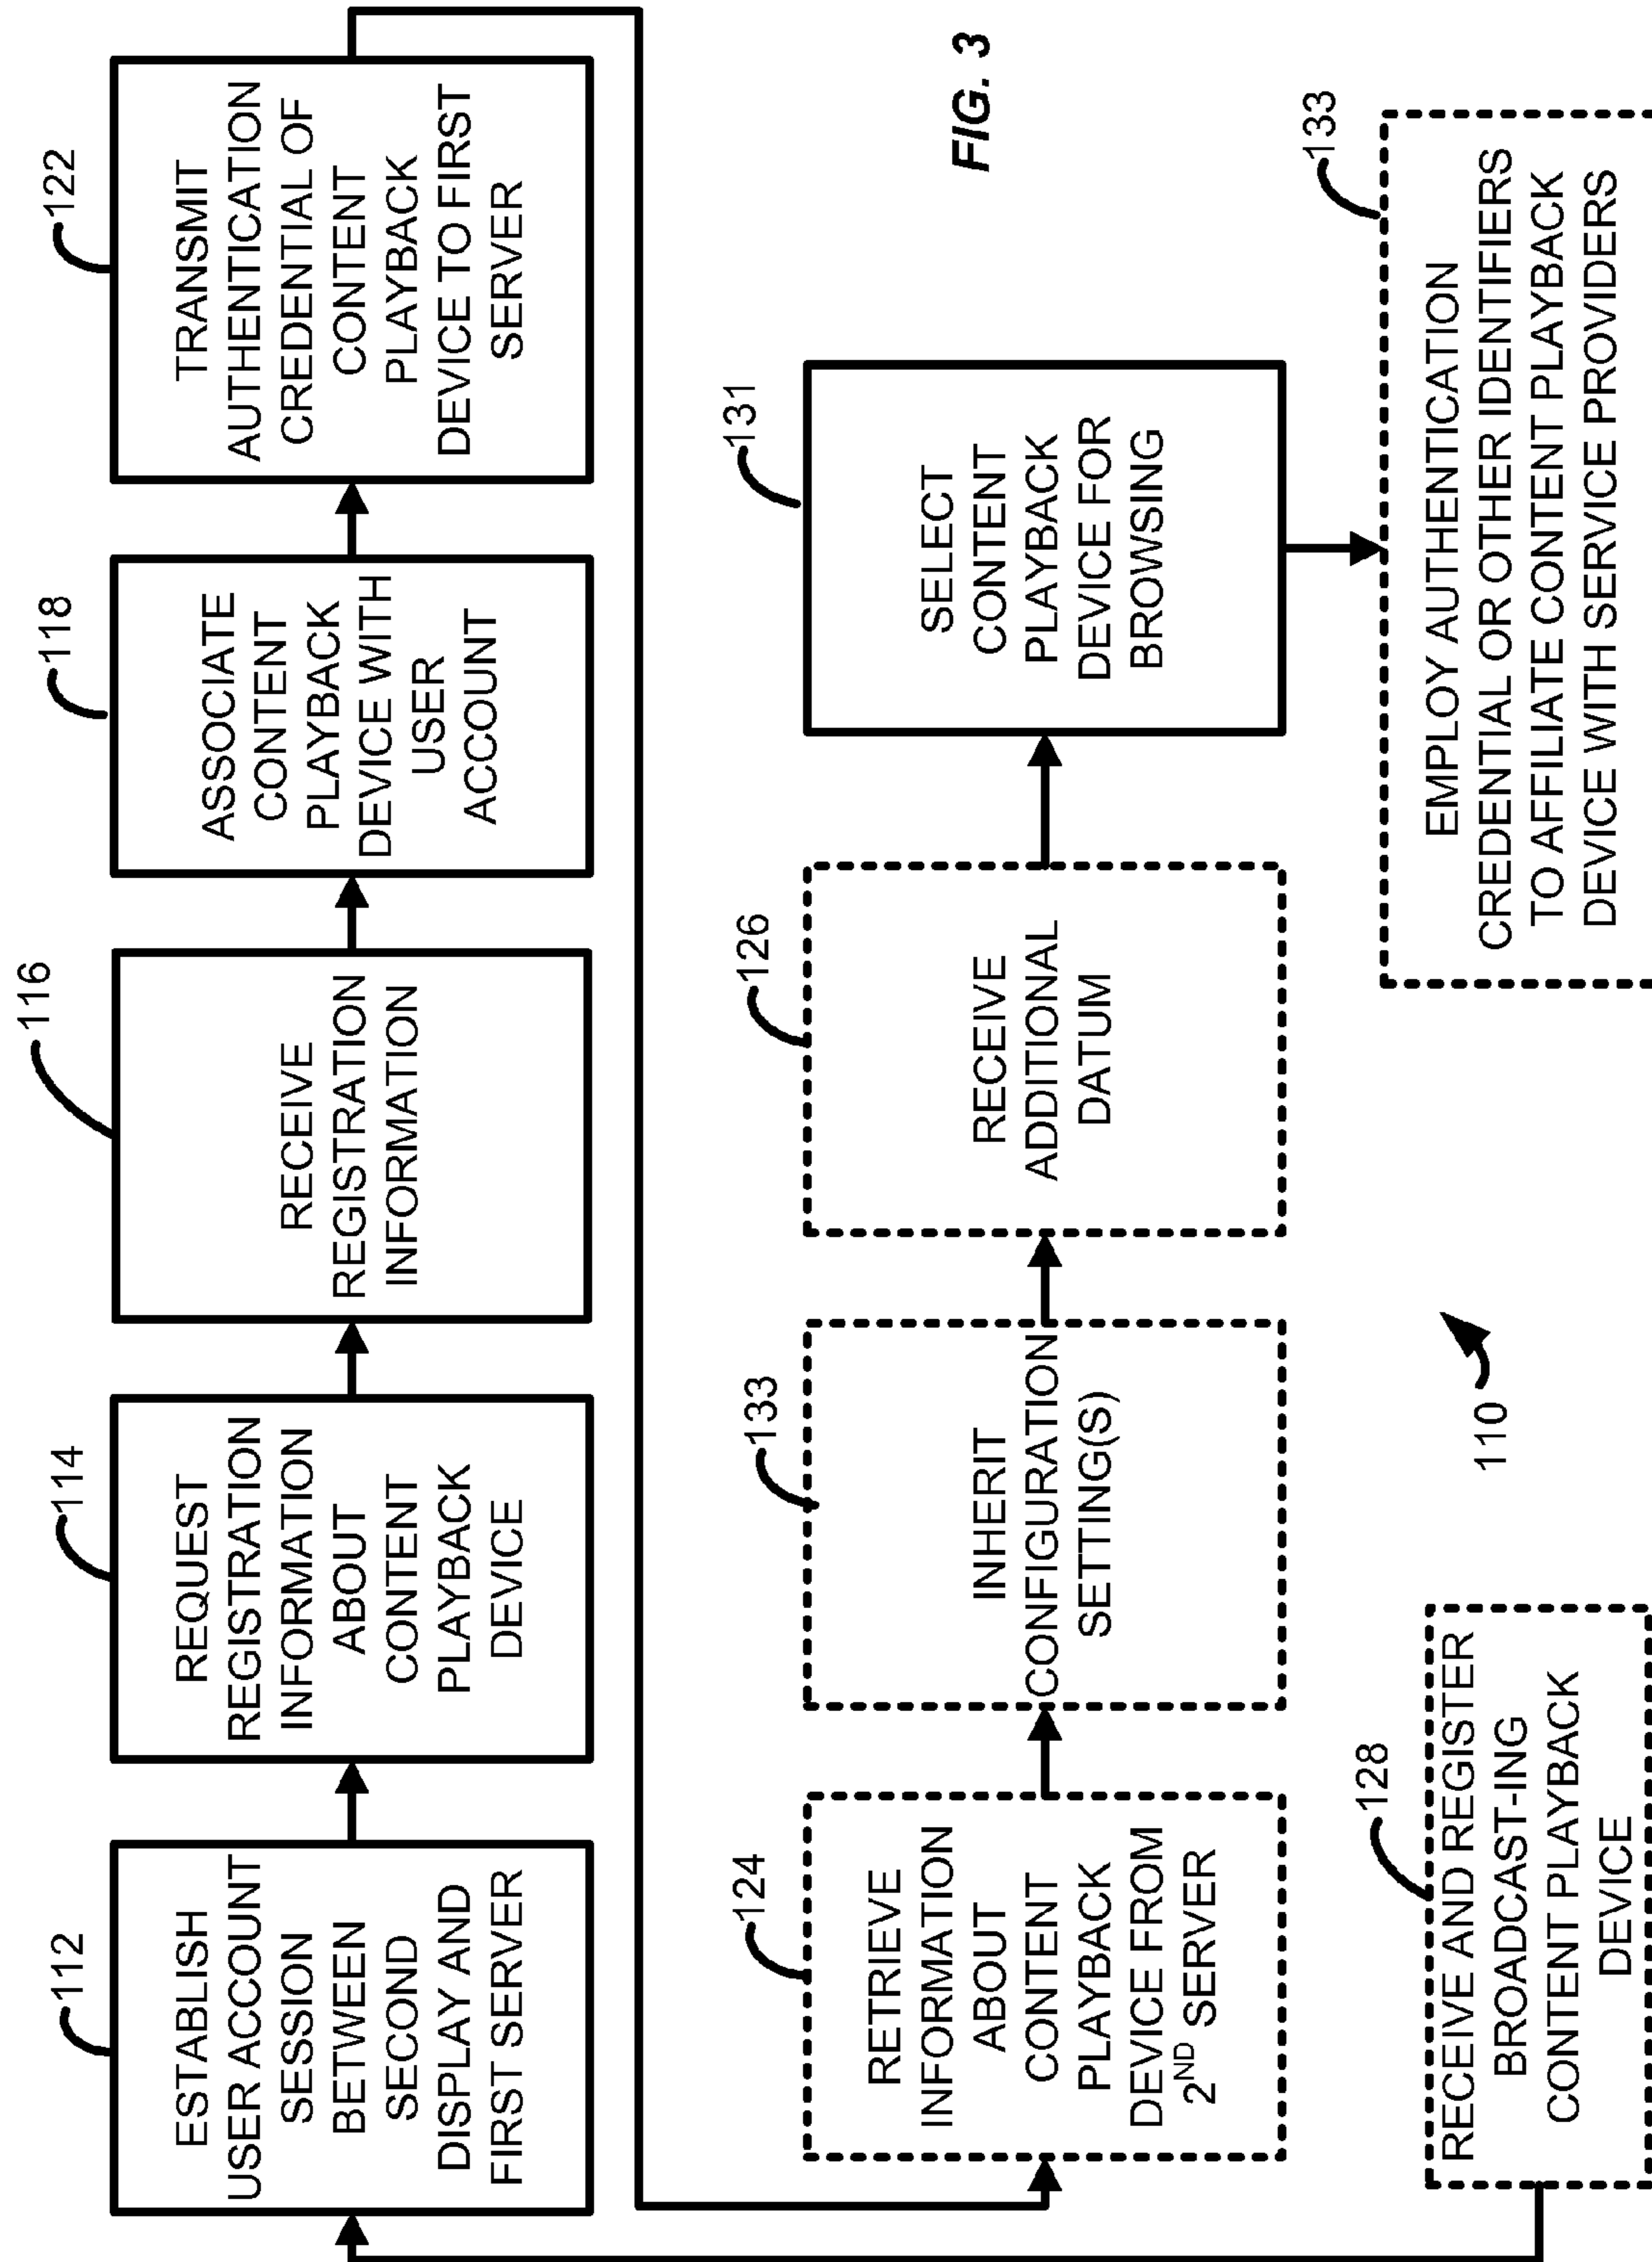 112
ESTABLISH
USER ACCOUNT
SESSION
BETWEEN
SECOND
DISPLAY AND
FIRST SERVER
114
REQUEST
REGISTRATION
INFORMATION
ABOUT
CONTENT
PLAYBACK
DEVICE
116
RECEIVE
REGISTRATION
INFORMATION
118
ASSOCIATE
CONTENT
PLAYBACK
DEVICE WITH
USER
ACCOUNT
122
TRANSMIT
AUTHENTICATION
CREDENTIAL OF
CONTENT
PLAYBACK
DEVICE TO FIRST
SERVER
124
RETRIEVE
INFORMATION
ABOUT
CONTENT
PLAYBACK
DEVICE FROM
2ND SERVER
133
INHERIT
CONFIGURATION
SETTING(S)
126
RECEIVE
ADDITIONAL
DATUM
131
SELECT
CONTENT
PLAYBACK
DEVICE FOR
BROWSING
FIG. 3
128
RECEIVE AND REGISTER
BROADCAST-ING
CONTENT PLAYBACK
DEVICE
110
133
EMPLOY AUTHENTICATION
CREDENTIAL OR OTHER IDENTIFIERS
TO AFFILIATE CONTENT PLAYBACK
DEVICE WITH SERVICE PROVIDERS